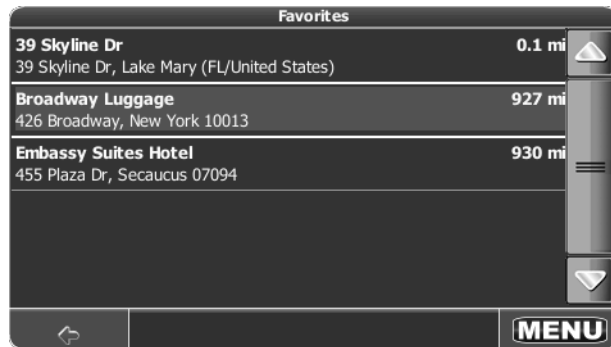 Favorites
39 Skyline Dr 0.1 mi
39 Skyline Dr, Lake Mary (FL/United States)
Broadway Luggage 927 mi
426 Broadway, New York 10013
Embassy Suites Hotel 930 mi
455 Plaza Dr, Secaucus 07094
MENU